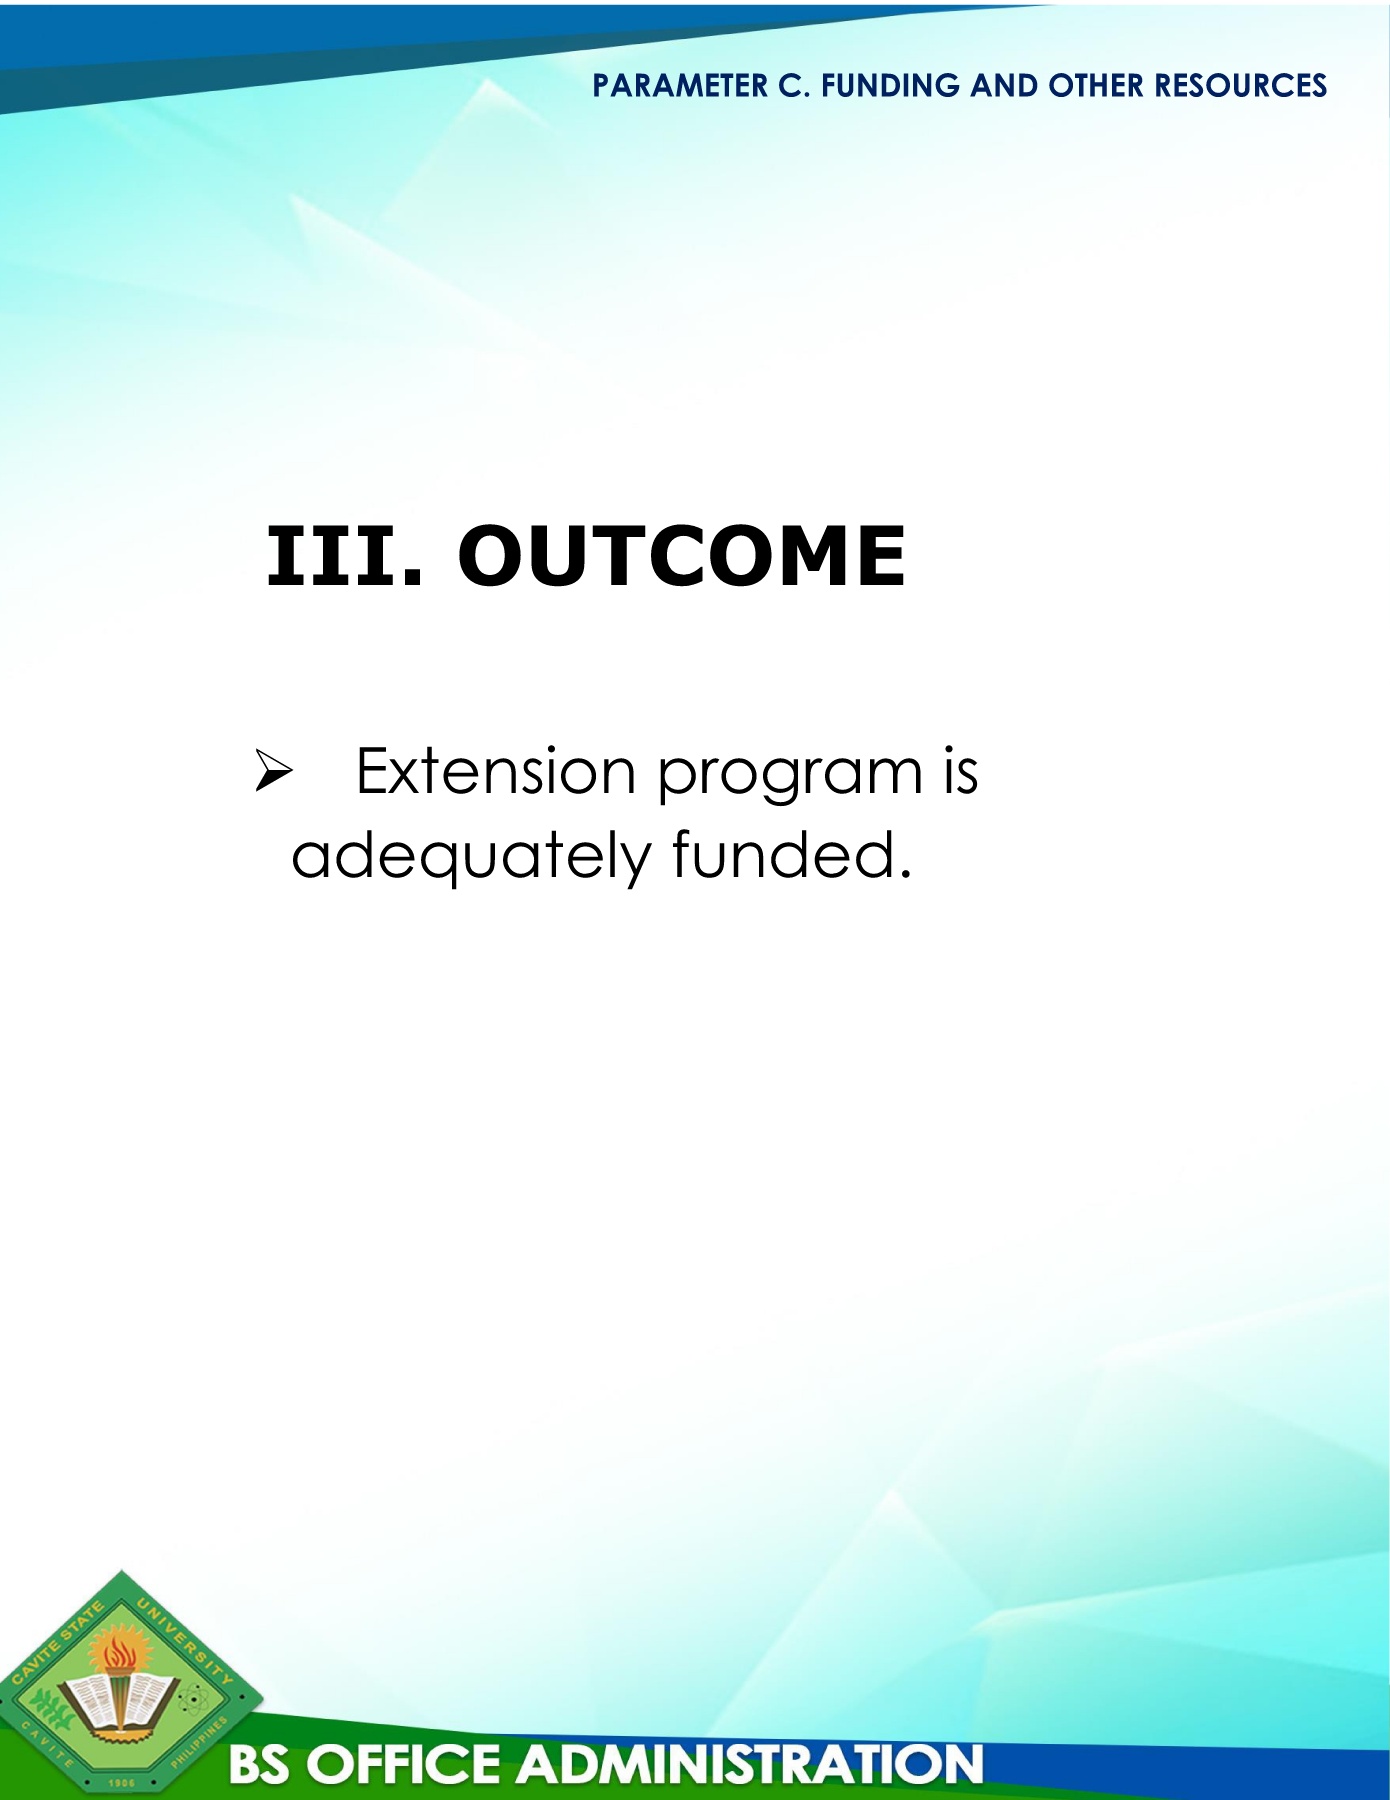 PARAMETER C. FUNDING AND OTHER RESOURCES
III. OUTCOME
➢ Extension program is
adequately funded.
CAVITE STATE UNIVERSITY
CAVITE PHILIPPINES
1906
BS OFFICE ADMINISTRATION